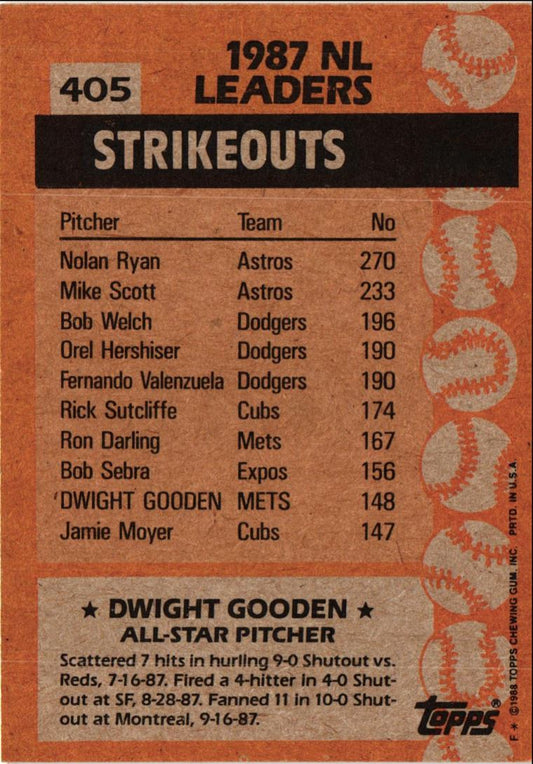 405
1987 NL
LEADERS
STRIKEOUTS
Pitcher Team No
Nolan Ryan Astros 270
Mike Scott Astros 233
Bob Welch Dodgers 196
Orel Hershiser Dodgers 190
Fernando Valenzuela Dodgers 190
Rick Sutcliffe Cubs 174
Ron Darling Mets 167
Bob Sebra Expos 156
DWIGHT GOODEN METS 148
Jamie Moyer Cubs 147
★ DWIGHT GOODEN ★
ALL-STAR PITCHER
Scattered 7 hits in hurling 9-0 Shutout vs.
Reds, 7-16-87. Fired a 4-hitter in 4-0 Shut-
out at SF, 8-28-87. Fanned 11 in 10-0 Shut-
out at Montreal, 9-16-87.
TOPPS®
F ★ ©1988 TOPPS CHEWING GUM, INC. PRTD. IN U.S.A.